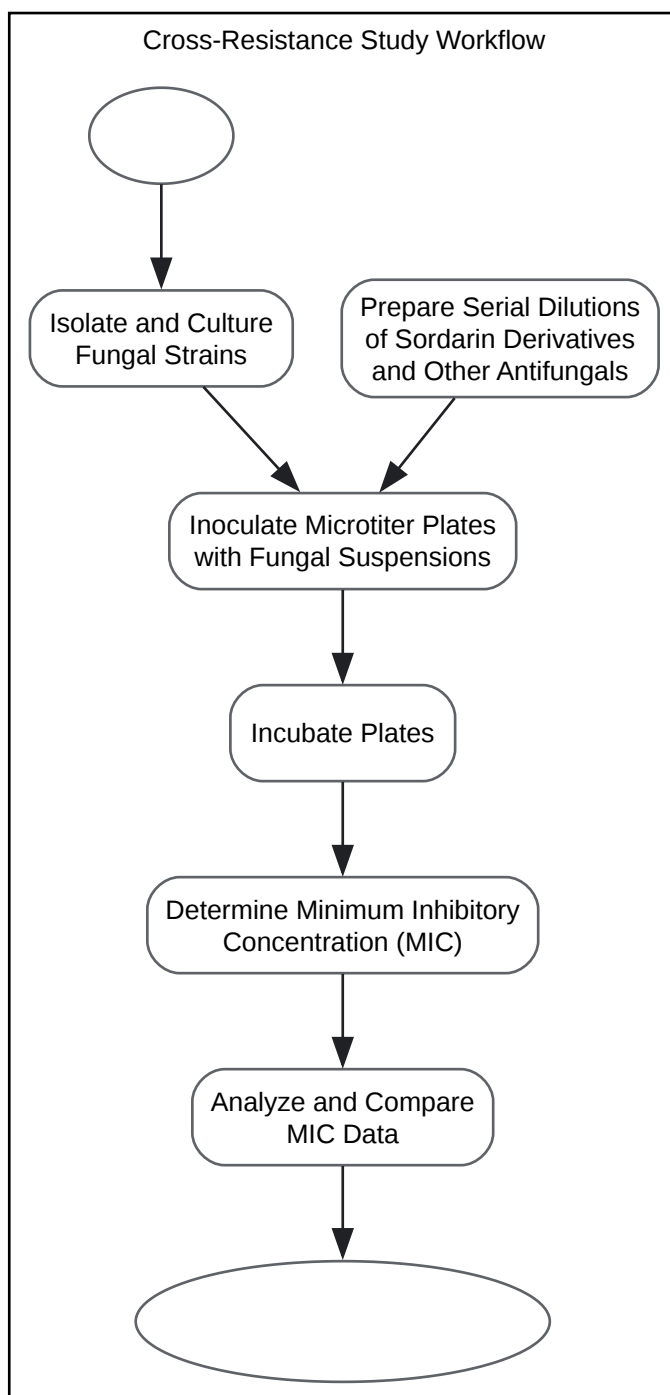 Cross-Resistance Study Workflow
Isolate and Culture
Fungal Strains
Prepare Serial Dilutions
of Sordarin Derivatives
and Other Antifungals
Inoculate Microtiter Plates
with Fungal Suspensions
Incubate Plates
Determine Minimum Inhibitory
Concentration (MIC)
Analyze and Compare
MIC Data